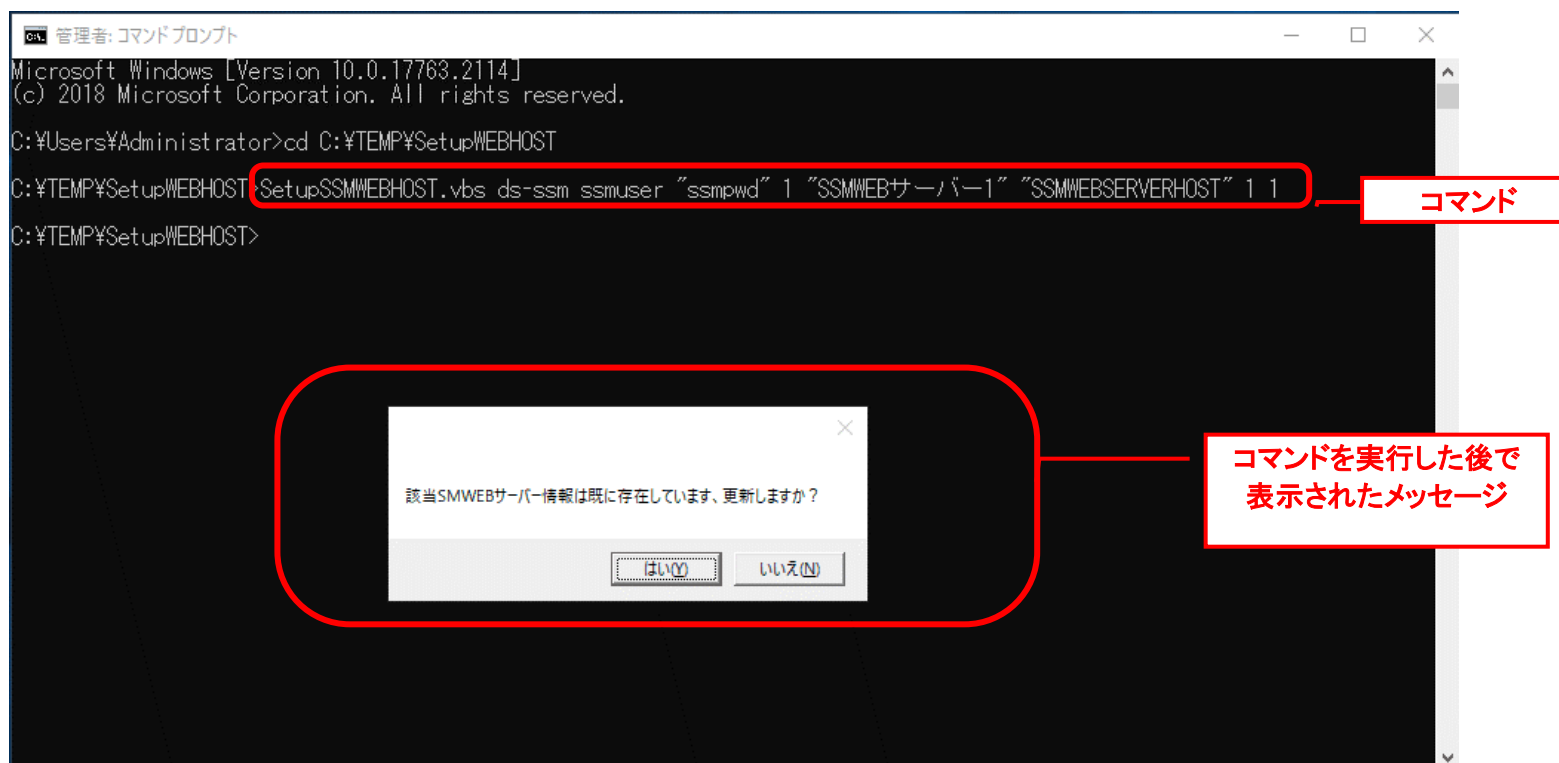 管理者: コマンド プロンプト
Microsoft Windows [Version 10.0.17763.2114]
(c) 2018 Microsoft Corporation. All rights reserved.
C:¥Users¥Administrator>cd C:¥TEMP¥SetupWEBHOST
C:¥TEMP¥SetupWEBHOST>SetupSSMWEBHOST.vbs ds-ssm ssmuser "ssmpwd" 1 "SSMWEBサーバー1" "SSMWEBSERVERHOST" 1 1
コマンド
C:¥TEMP¥SetupWEBHOST>
該当SMWEBサーバー情報は既に存在しています、更新しますか？
はい(Y) いいえ(N)
コマンドを実行した後で
表示されたメッセージ